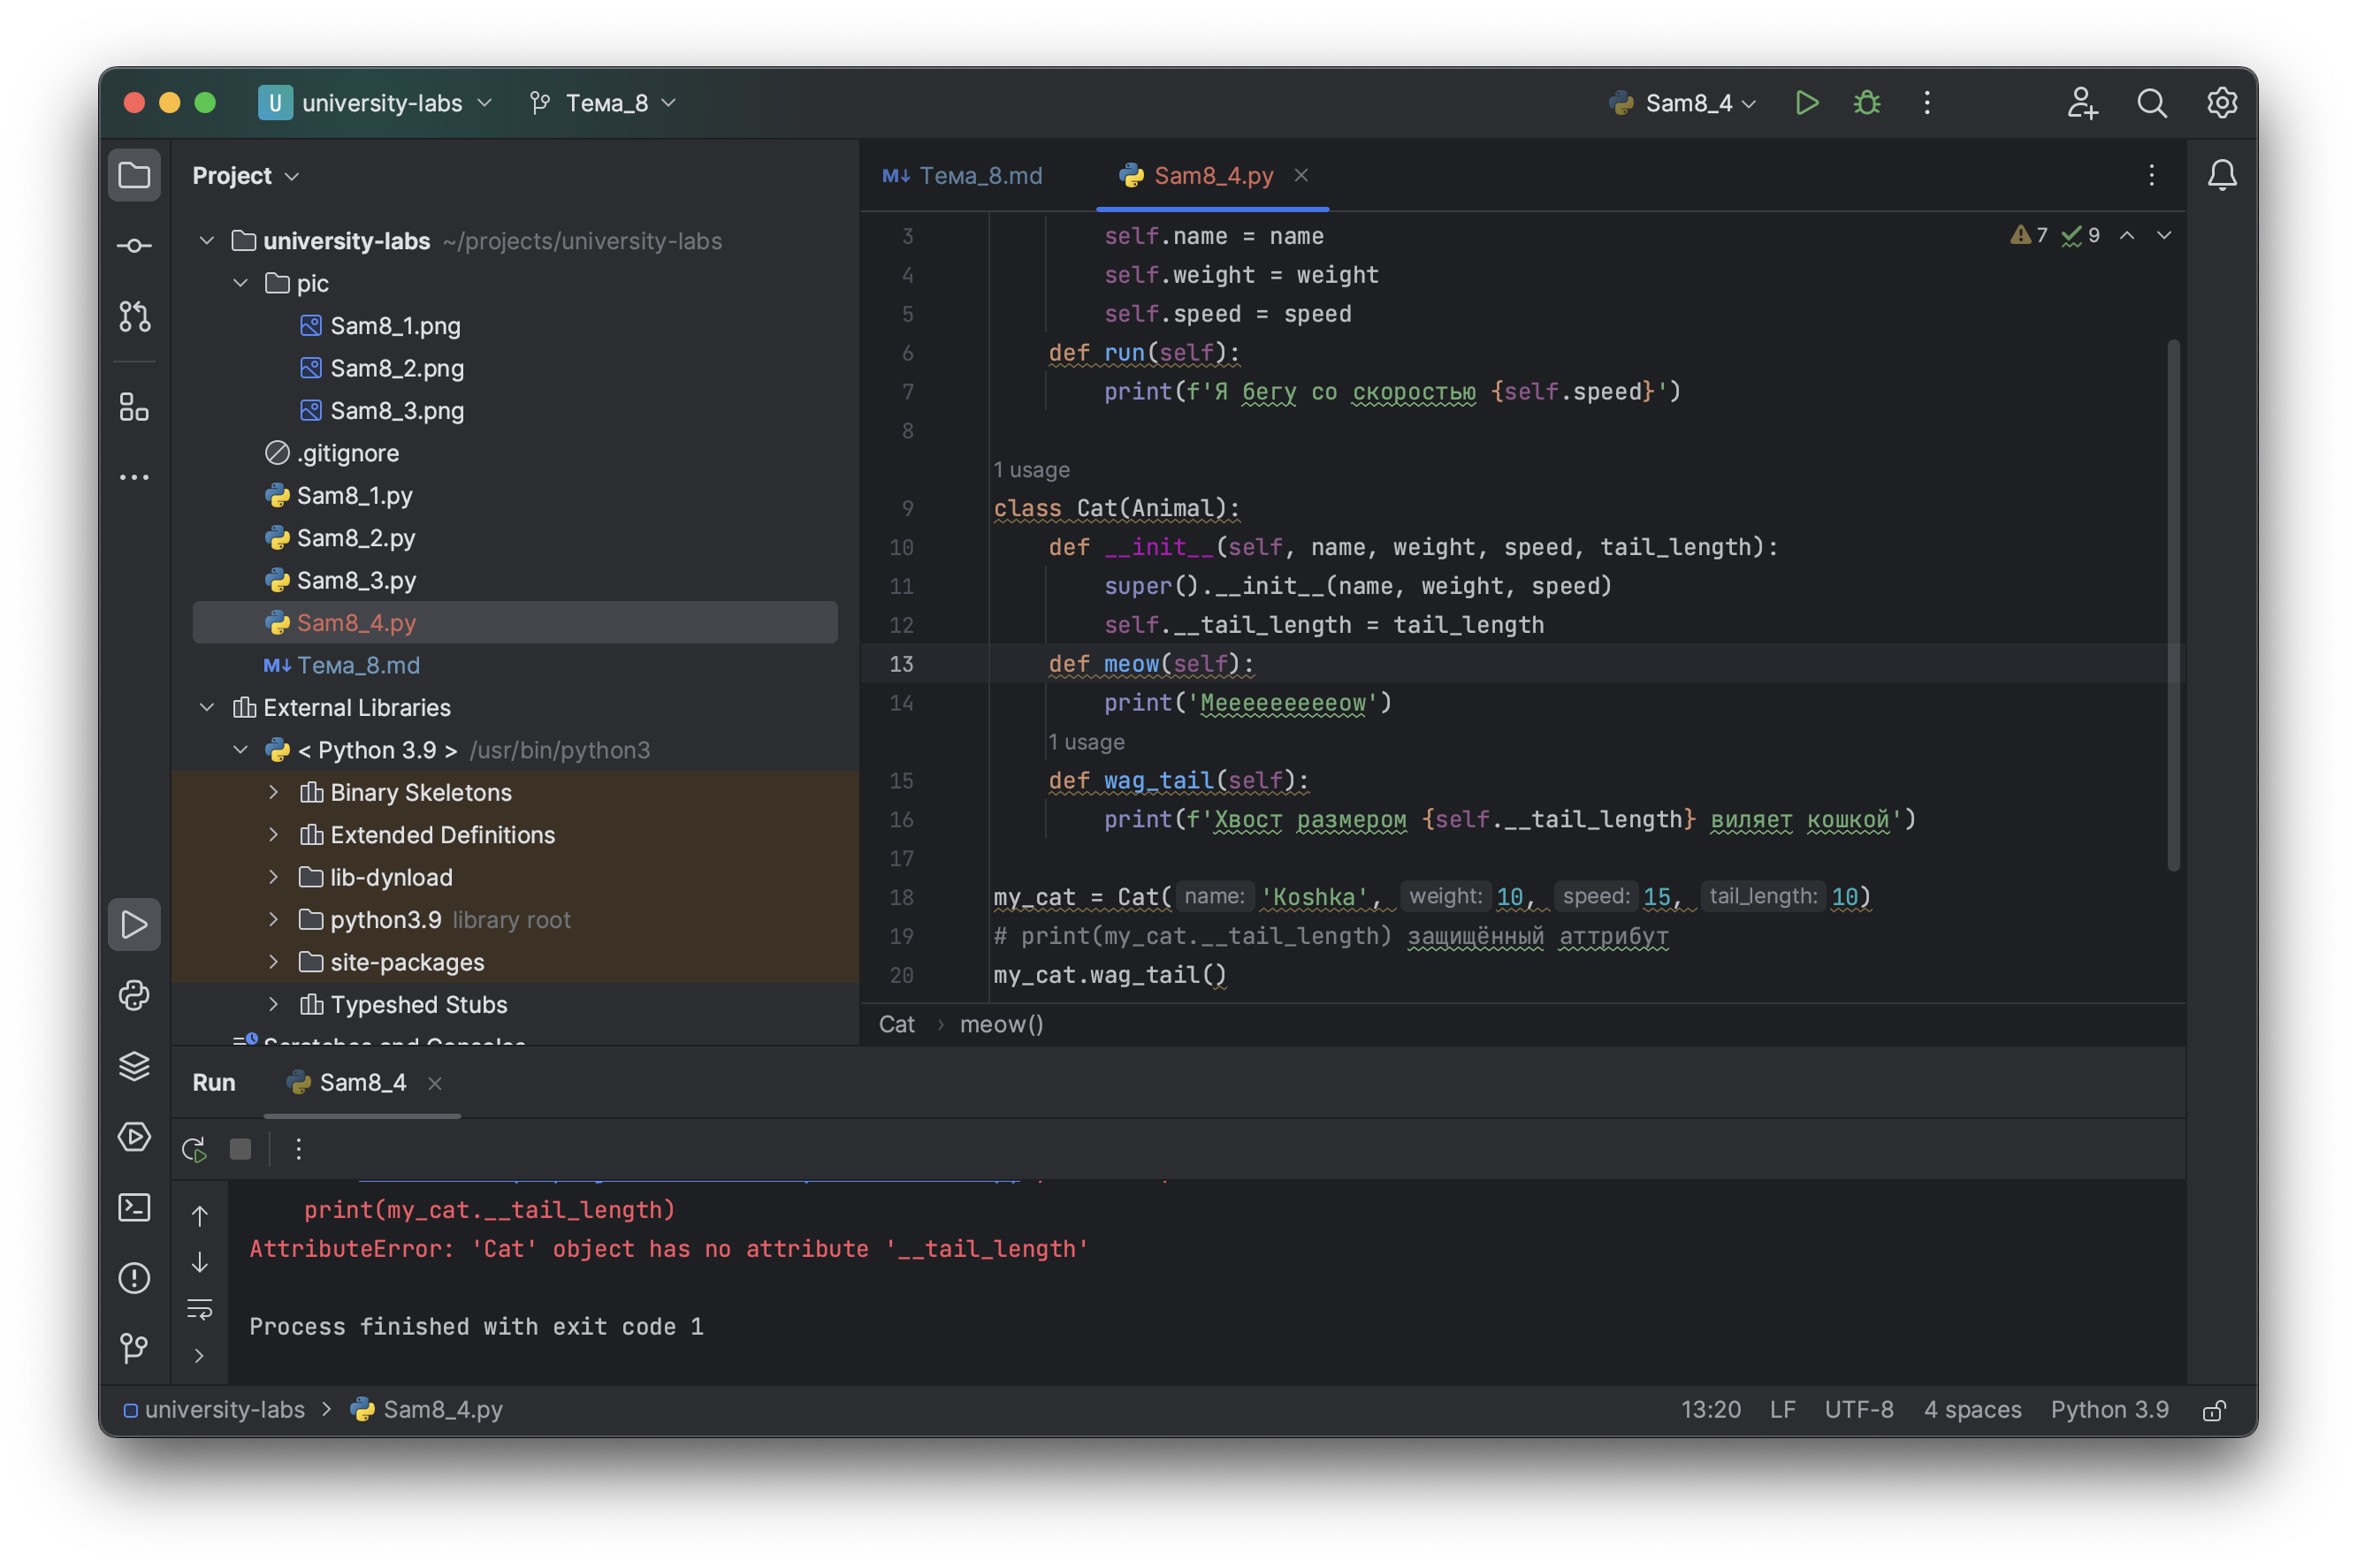 U university-labs Тема_8 Sam8_4
Project
university-labs ~/projects/university-labs
pic
Sam8_1.png
Sam8_2.png
Sam8_3.png
.gitignore
Sam8_1.py
Sam8_2.py
Sam8_3.py
Sam8_4.py
M↓ Тема_8.md
External Libraries
< Python 3.9 > /usr/bin/python3
Binary Skeletons
Extended Definitions
lib-dynload
python3.9 library root
site-packages
Typeshed Stubs
Scratches and Consoles
M↓ Тема_8.md Sam8_4.py
7 9
3 self.name = name
4 self.weight = weight
5 self.speed = speed
6 def run(self):
7 print(f'Я бегу со скоростью {self.speed}')
8
1 usage
9 class Cat(Animal):
10 def __init__(self, name, weight, speed, tail_length):
11 super().__init__(name, weight, speed)
12 self.__tail_length = tail_length
13 def meow(self):
14 print('Meeeeeeeeeow')
1 usage
15 def wag_tail(self):
16 print(f'Хвост размером {self.__tail_length} виляет кошкой')
17
18 my_cat = Cat( name: 'Koshka', weight: 10, speed: 15, tail_length: 10)
19 # print(my_cat.__tail_length) защищённый аттрибут
20 my_cat.wag_tail()
Cat › meow()
Run Sam8_4
print(my_cat.__tail_length)
AttributeError: 'Cat' object has no attribute '__tail_length'
Process finished with exit code 1
university-labs > Sam8_4.py 13:20 LF UTF-8 4 spaces Python 3.9